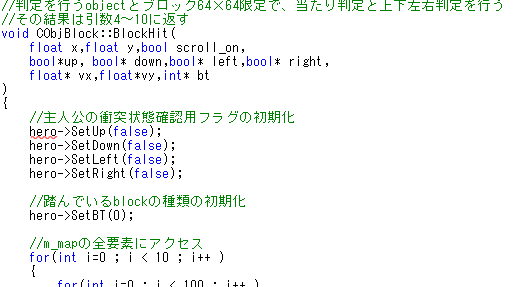 //判定を行うobjectとブロック64×64限定で、当たり判定と上下左右判定を行う
//その結果は引数4～10に返す
void CObjBlock::BlockHit(
float x,float y,bool scroll_on,
bool*up, bool* down,bool* left,bool* right,
float* vx,float*vy,int* bt
)
{
//主人公の衝突状態確認用フラグの初期化
hero->SetUp(false);
hero->SetDown(false);
hero->SetLeft(false);
hero->SetRight(false);
//踏んでいるblockの種類の初期化
hero->SetBT(0);
//m_mapの全要素にアクセス
for(int i=0 ; i < 10 ; i++ )
{
for(int j=0 ; j < 100 ; j++ )